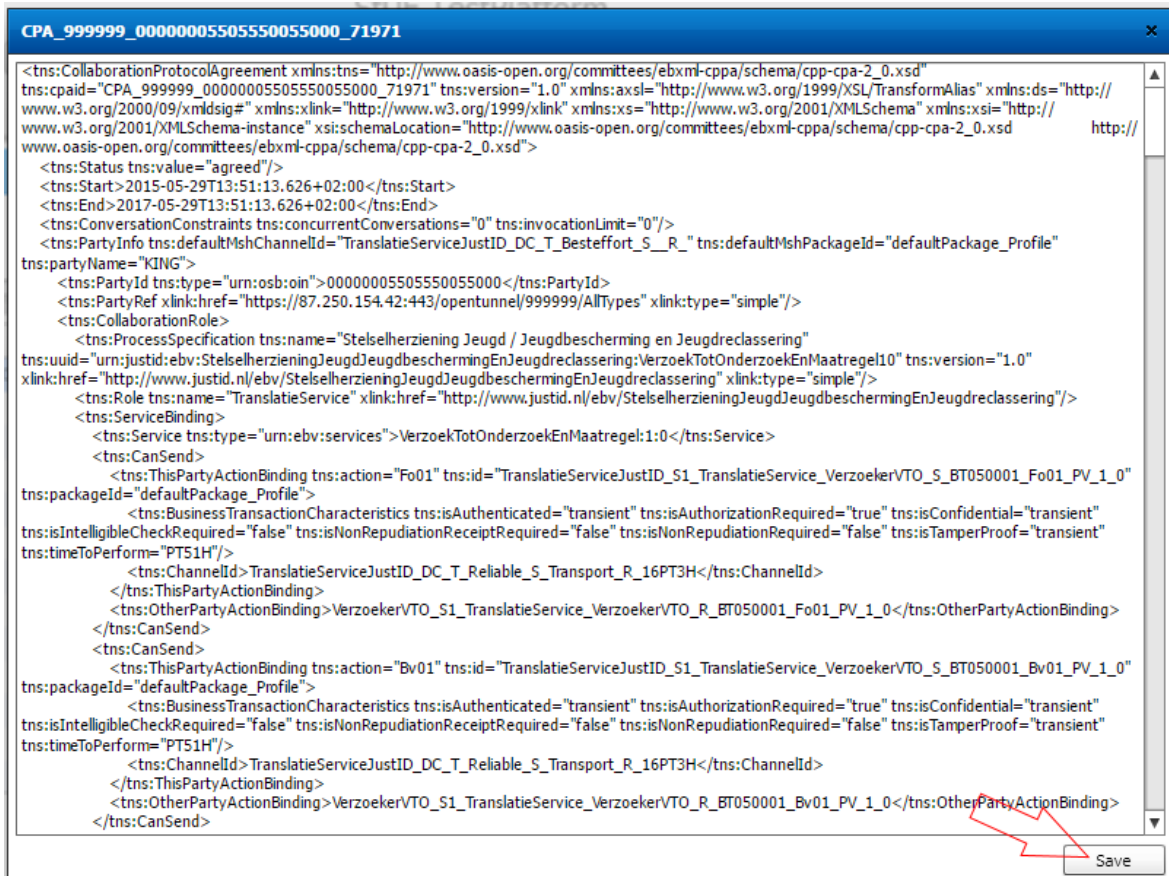 StUF TestPlatform
CPA_999999_00000005505550055000_71971
×
<tns:CollaborationProtocolAgreement xmlns:tns="http://www.oasis-open.org/committees/ebxml-cppa/schema/cpp-cpa-2_0.xsd"
tns:cpaid="CPA_999999_00000005505550055000_71971" tns:version="1.0" xmlns:axsl="http://www.w3.org/1999/XSL/TransformAlias" xmlns:ds="http://
www.w3.org/2000/09/xmldsig#" xmlns:xlink="http://www.w3.org/1999/xlink" xmlns:xs="http://www.w3.org/2001/XMLSchema" xmlns:xsi="http://
www.w3.org/2001/XMLSchema-instance" xsi:schemaLocation="http://www.oasis-open.org/committees/ebxml-cppa/schema/cpp-cpa-2_0.xsd http://
www.oasis-open.org/committees/ebxml-cppa/schema/cpp-cpa-2_0.xsd">
<tns:Status tns:value="agreed"/>
<tns:Start>2015-05-29T13:51:13.626+02:00</tns:Start>
<tns:End>2017-05-29T13:51:13.626+02:00</tns:End>
<tns:ConversationConstraints tns:concurrentConversations="0" tns:invocationLimit="0"/>
<tns:PartyInfo tns:defaultMshChannelId="TranslatieServiceJustID_DC_T_Besteffort_S__R_" tns:defaultMshPackageId="defaultPackage_Profile"
tns:partyName="KING">
<tns:PartyId tns:type="urn:osb:oin">00000005505550055000</tns:PartyId>
<tns:PartyRef xlink:href="https://87.250.154.42:443/opentunnel/999999/AllTypes" xlink:type="simple"/>
<tns:CollaborationRole>
<tns:ProcessSpecification tns:name="Stelselherziening Jeugd / Jeugdbescherming en Jeugdreclassering"
tns:uuid="urn:justid:ebv:StelselherzieningJeugdJeugdbeschermingEnJeugdreclassering:VerzoekTotOnderzoekEnMaatregel10" tns:version="1.0"
xlink:href="http://www.justid.nl/ebv/StelselherzieningJeugdJeugdbeschermingEnJeugdreclassering" xlink:type="simple"/>
<tns:Role tns:name="TranslatieService" xlink:href="http://www.justid.nl/ebv/StelselherzieningJeugdJeugdbeschermingEnJeugdreclassering"/>
<tns:ServiceBinding>
<tns:Service tns:type="urn:ebv:services">VerzoekTotOnderzoekEnMaatregel:1:0</tns:Service>
<tns:CanSend>
<tns:ThisPartyActionBinding tns:action="Fo01" tns:id="TranslatieServiceJustID_S1_TranslatieService_VerzoekerVTO_S_BT050001_Fo01_PV_1_0"
tns:packageId="defaultPackage_Profile">
<tns:BusinessTransactionCharacteristics tns:isAuthenticated="transient" tns:isAuthorizationRequired="true" tns:isConfidential="transient"
tns:isIntelligibleCheckRequired="false" tns:isNonRepudiationReceiptRequired="false" tns:isNonRepudiationRequired="false" tns:isTamperProof="transient"
tns:timeToPerform="PT51H"/>
<tns:ChannelId>TranslatieServiceJustID_DC_T_Reliable_S_Transport_R_16PT3H</tns:ChannelId>
</tns:ThisPartyActionBinding>
<tns:OtherPartyActionBinding>VerzoekerVTO_S1_TranslatieService_VerzoekerVTO_R_BT050001_Fo01_PV_1_0</tns:OtherPartyActionBinding>
</tns:CanSend>
<tns:CanSend>
<tns:ThisPartyActionBinding tns:action="Bv01" tns:id="TranslatieServiceJustID_S1_TranslatieService_VerzoekerVTO_S_BT050001_Bv01_PV_1_0"
tns:packageId="defaultPackage_Profile">
<tns:BusinessTransactionCharacteristics tns:isAuthenticated="transient" tns:isAuthorizationRequired="true" tns:isConfidential="transient"
tns:isIntelligibleCheckRequired="false" tns:isNonRepudiationReceiptRequired="false" tns:isNonRepudiationRequired="false" tns:isTamperProof="transient"
tns:timeToPerform="PT51H"/>
<tns:ChannelId>TranslatieServiceJustID_DC_T_Reliable_S_Transport_R_16PT3H</tns:ChannelId>
</tns:ThisPartyActionBinding>
<tns:OtherPartyActionBinding>VerzoekerVTO_S1_TranslatieService_VerzoekerVTO_R_BT050001_Bv01_PV_1_0</tns:OtherPartyActionBinding>
</tns:CanSend>
Save